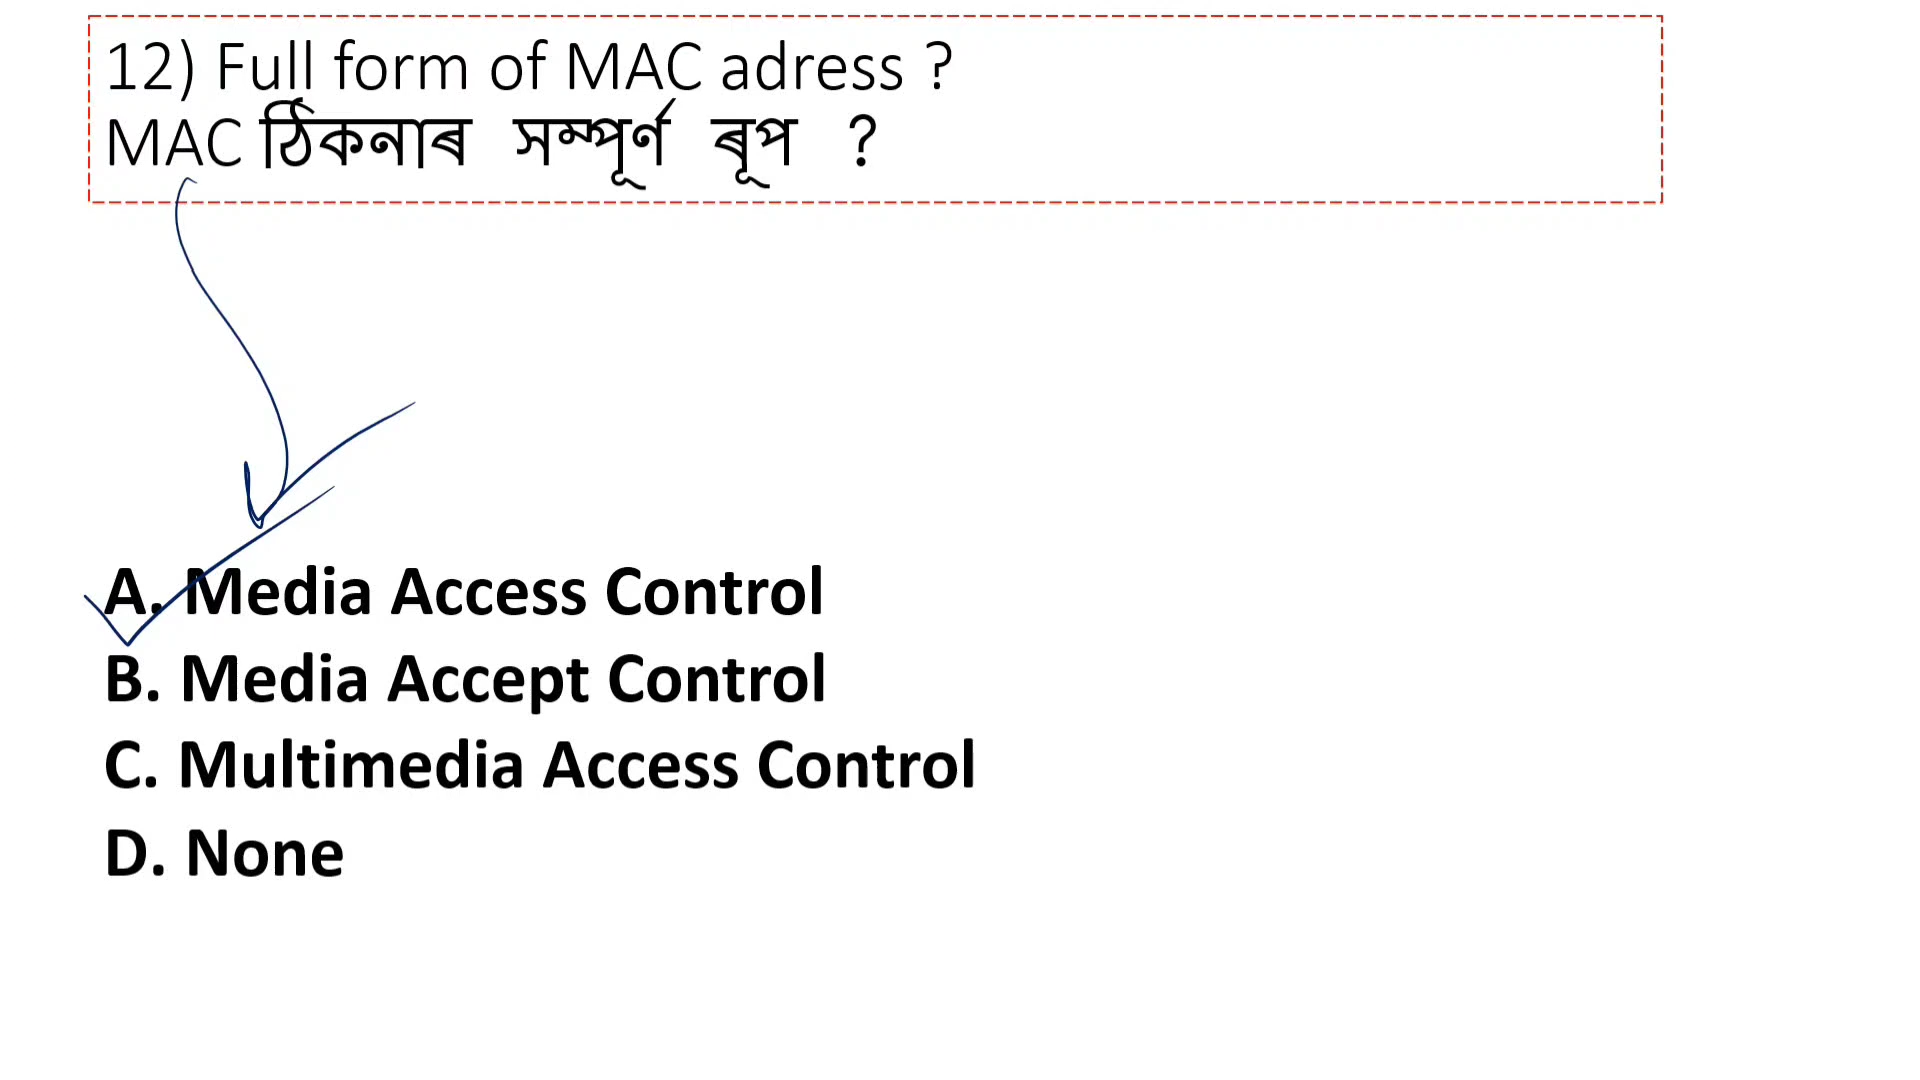 12) Full form of MAC adress ?
MAC ঠিকনাৰ সম্পূৰ্ণ ৰূপ ?
A. Media Access Control
B. Media Accept Control
C. Multimedia Access Control
D. None